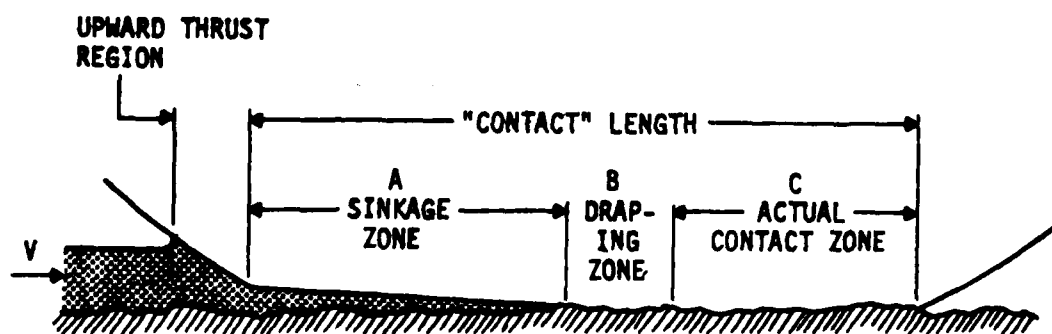 UPWARD THRUST
REGION
"CONTACT" LENGTH
A
SINKAGE
ZONE
B
DRAP-
ING
ZONE
C
ACTUAL
CONTACT ZONE
V